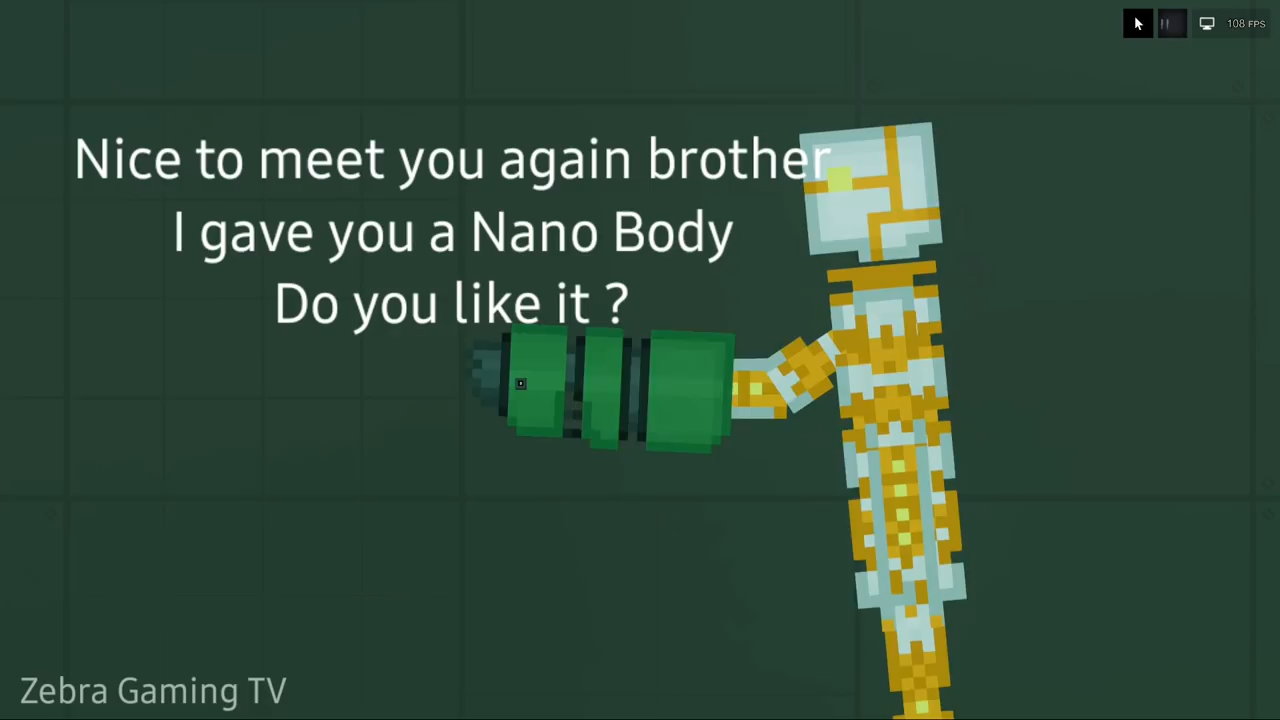 108 FPS
Nice to meet you again brother
I gave you a Nano Body
Do you like it ?
Zebra Gaming TV